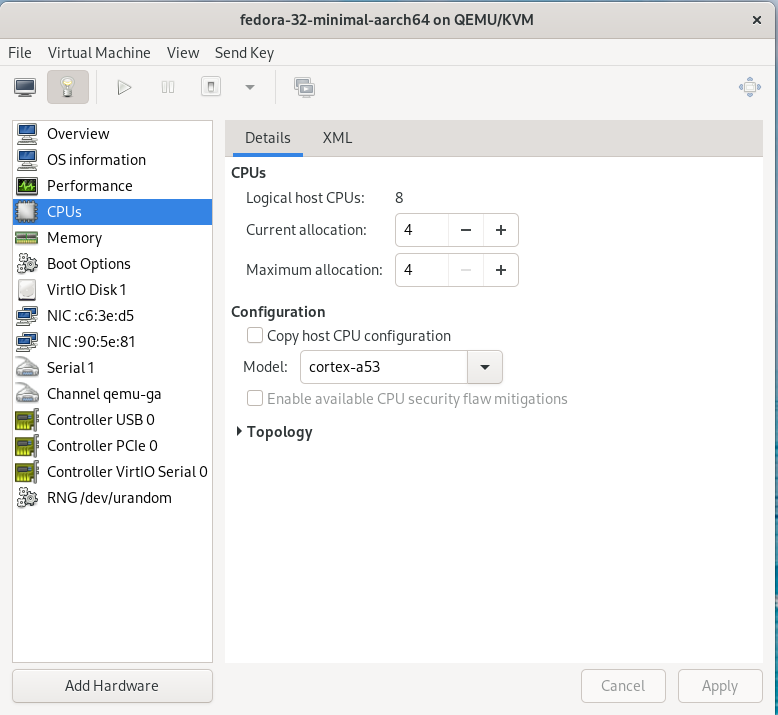 fedora-32-minimal-aarch64 on QEMU/KVM
File Virtual Machine View Send Key
Overview
OS information
Performance
CPUs
Memory
Boot Options
VirtIO Disk 1
NIC :c6:3e:d5
NIC :90:5e:81
Serial 1
Channel qemu-ga
Controller USB 0
Controller PCIe 0
Controller VirtIO Serial 0
RNG /dev/urandom
Add Hardware
Details XML
CPUs
Logical host CPUs: 8
Current allocation: 4
Maximum allocation: 4
Configuration
Copy host CPU configuration
Model: cortex-a53
Enable available CPU security flaw mitigations
Topology
Cancel Apply